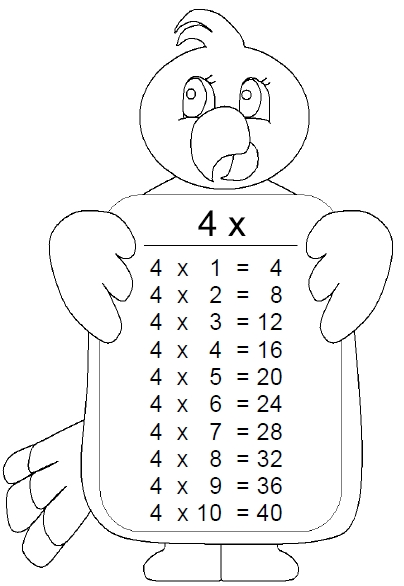 4 x
4 x 1 = 4
4 x 2 = 8
4 x 3 = 12
4 x 4 = 16
4 x 5 = 20
4 x 6 = 24
4 x 7 = 28
4 x 8 = 32
4 x 9 = 36
4 x 10 = 40